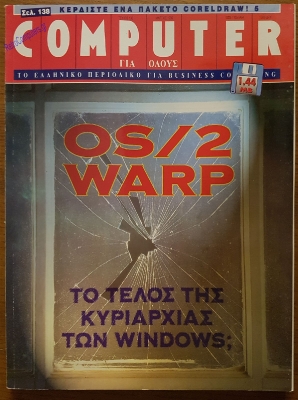 ΚΕΡΔΙΣΤΕ ΕΝΑ ΠΑΚΕΤΟ CORELDRAW! 5
Σελ. 138
COMPUTER
ΓΙΑ ΟΛΟΥΣ
ΤΟ ΕΛΛΗΝΙΚΟ ΠΕΡΙΟΔΙΚΟ ΓΙΑ BUSINESS
1.44
OS/2
WARP
ΤΟ ΤΕΛΟΣ ΤΗΣ
ΚΥΡΙΑΡΧΙΑΣ
ΤΩΝ WINDOWS;